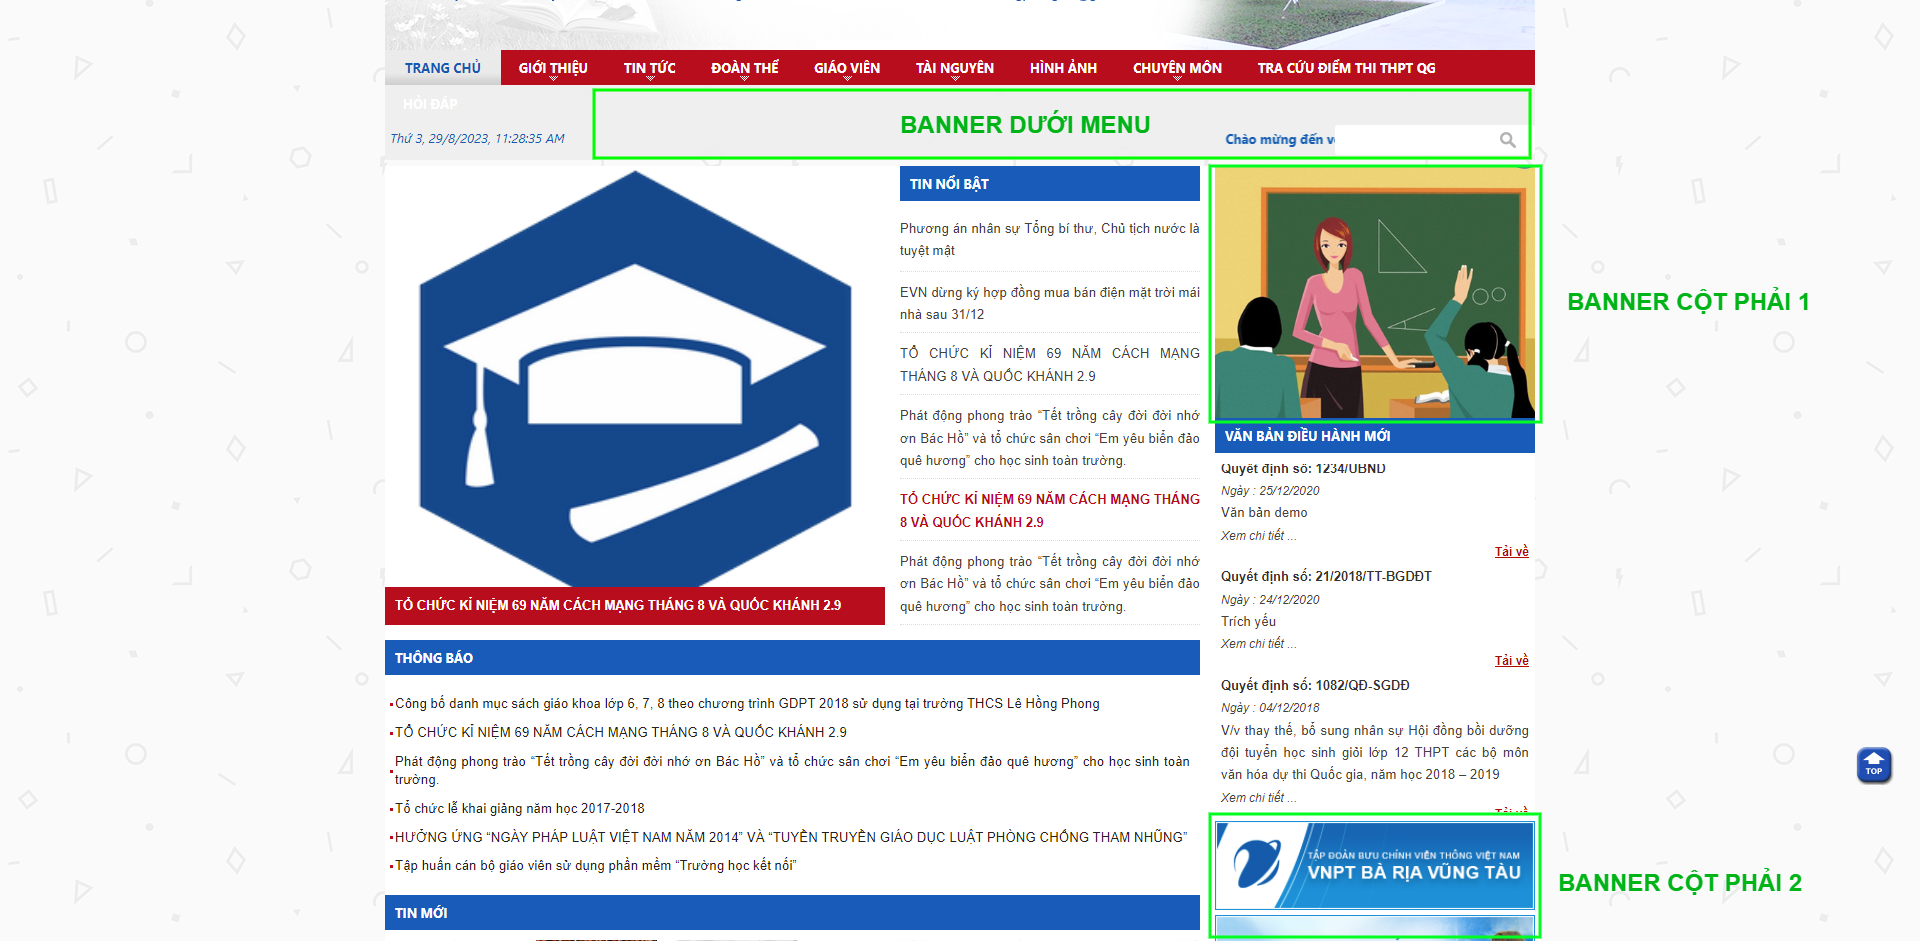 TRANG CHỦ GIỚI THIỆU TIN TỨC ĐOÀN THỂ GIÁO VIÊN TÀI NGUYÊN HÌNH ẢNH CHUYÊN MÔN TRA CỨU ĐIỂM THI THPT QG
HỎI ĐÁP
BANNER DƯỚI MENU
Thứ 3, 29/8/2023, 11:28:35 AM
Chào mừng đến
TIN NỔI BẬT
Phương án nhân sự Tổng bí thư, Chủ tịch nước là
tuyệt mật
EVN dừng ký hợp đồng mua bán điện mặt trời mái
nhà sau 31/12
TỔ CHỨC KỈ NIỆM 69 NĂM CÁCH MẠNG
THÁNG 8 VÀ QUỐC KHÁNH 2.9
Phát động phong trào “Tết trồng cây đời đời nhớ
ơn Bác Hồ” và tổ chức sân chơi “Em yêu biển đảo
quê hương” cho học sinh toàn trường.
TỔ CHỨC KỈ NIỆM 69 NĂM CÁCH MẠNG THÁNG
8 VÀ QUỐC KHÁNH 2.9
Phát động phong trào “Tết trồng cây đời đời nhớ
ơn Bác Hồ” và tổ chức sân chơi “Em yêu biển đảo
quê hương” cho học sinh toàn trường.
TỔ CHỨC KỈ NIỆM 69 NĂM CÁCH MẠNG THÁNG 8 VÀ QUỐC KHÁNH 2.9
BANNER CỘT PHẢI 1
VĂN BẢN ĐIỀU HÀNH MỚI
Quyết định số: 1234/UBND
Ngày : 25/12/2020
Văn bản demo
Xem chi tiết ...
Tải về
Quyết định số: 21/2018/TT-BGDĐT
Ngày : 24/12/2020
Trích yếu
Xem chi tiết ...
Tải về
Quyết định số: 1082/QĐ-SGDĐ
Ngày : 04/12/2018
V/v thay thế, bổ sung nhân sự Hội đồng bồi dưỡng
đội tuyển học sinh giỏi lớp 12 THPT các bộ môn
văn hóa dự thi Quốc gia, năm học 2018 – 2019
Xem chi tiết ...
Tải về
THÔNG BÁO
Công bố danh mục sách giáo khoa lớp 6, 7, 8 theo chương trình GDPT 2018 sử dụng tại trường THCS Lê Hồng Phong
TỔ CHỨC KỈ NIỆM 69 NĂM CÁCH MẠNG THÁNG 8 VÀ QUỐC KHÁNH 2.9
Phát động phong trào “Tết trồng cây đời đời nhớ ơn Bác Hồ” và tổ chức sân chơi “Em yêu biển đảo quê hương” cho học sinh toàn
trường.
Tổ chức lễ khai giảng năm học 2017-2018
HƯỞNG ỨNG “NGÀY PHÁP LUẬT VIỆT NAM NĂM 2014” VÀ “TUYÊN TRUYỀN GIÁO DỤC LUẬT PHÒNG CHỐNG THAM NHŨNG”
Tập huấn cán bộ giáo viên sử dụng phần mềm “Trường học kết nối”
TIN MỚI
TOP
TẬP ĐOÀN BƯU CHÍNH VIỄN THÔNG VIỆT NAM
VNPT BÀ RỊA VŨNG TÀU
BANNER CỘT PHẢI 2